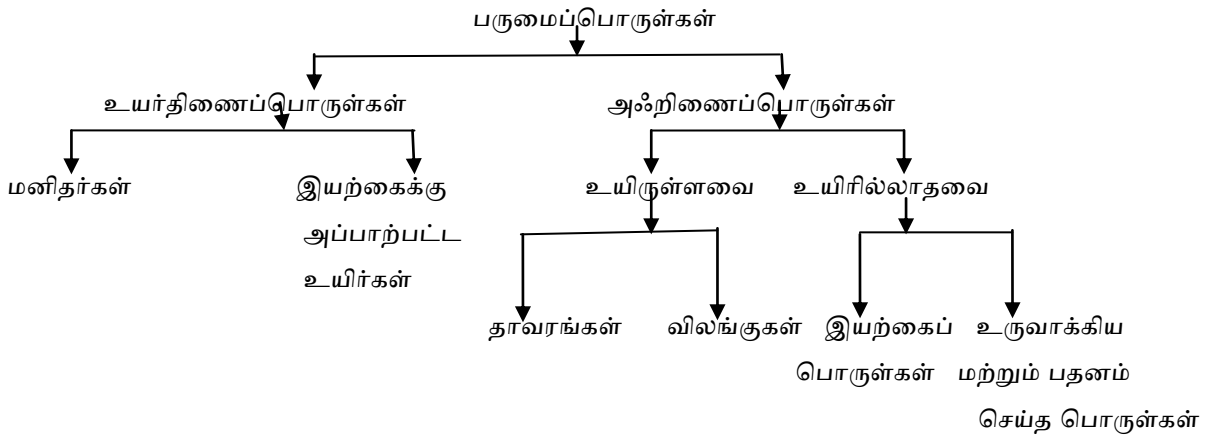 பருமைப்பொருள்கள்
உயர்திணைப்பொருள்கள் அஃறிணைப்பொருள்கள்
மனிதர்கள் இயற்கைக்கு உயிருள்ளவை உயிரில்லாதவை
அப்பாற்பட்ட
உயிர்கள்
தாவரங்கள் விலங்குகள் இயற்கைப் உருவாக்கிய
பொருள்கள் மற்றும் பதனம்
செய்த பொருள்கள்